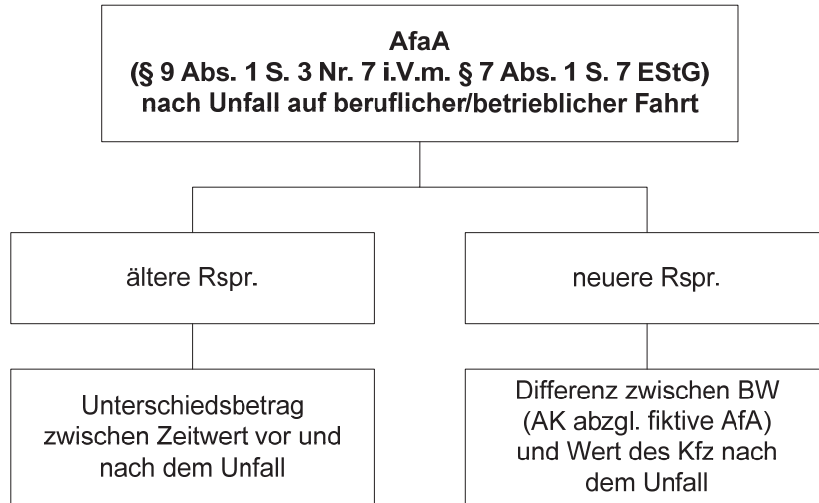 AfaA
(§ 9 Abs. 1 S. 3 Nr. 7 i.V.m. § 7 Abs. 1 S. 7 EStG)
nach Unfall auf beruflicher/betrieblicher Fahrt
ältere Rspr.
neuere Rspr.
Unterschiedsbetrag
zwischen Zeitwert vor und
nach dem Unfall
Differenz zwischen BW
(AK abzgl. fiktive AfA)
und Wert des Kfz nach
dem Unfall